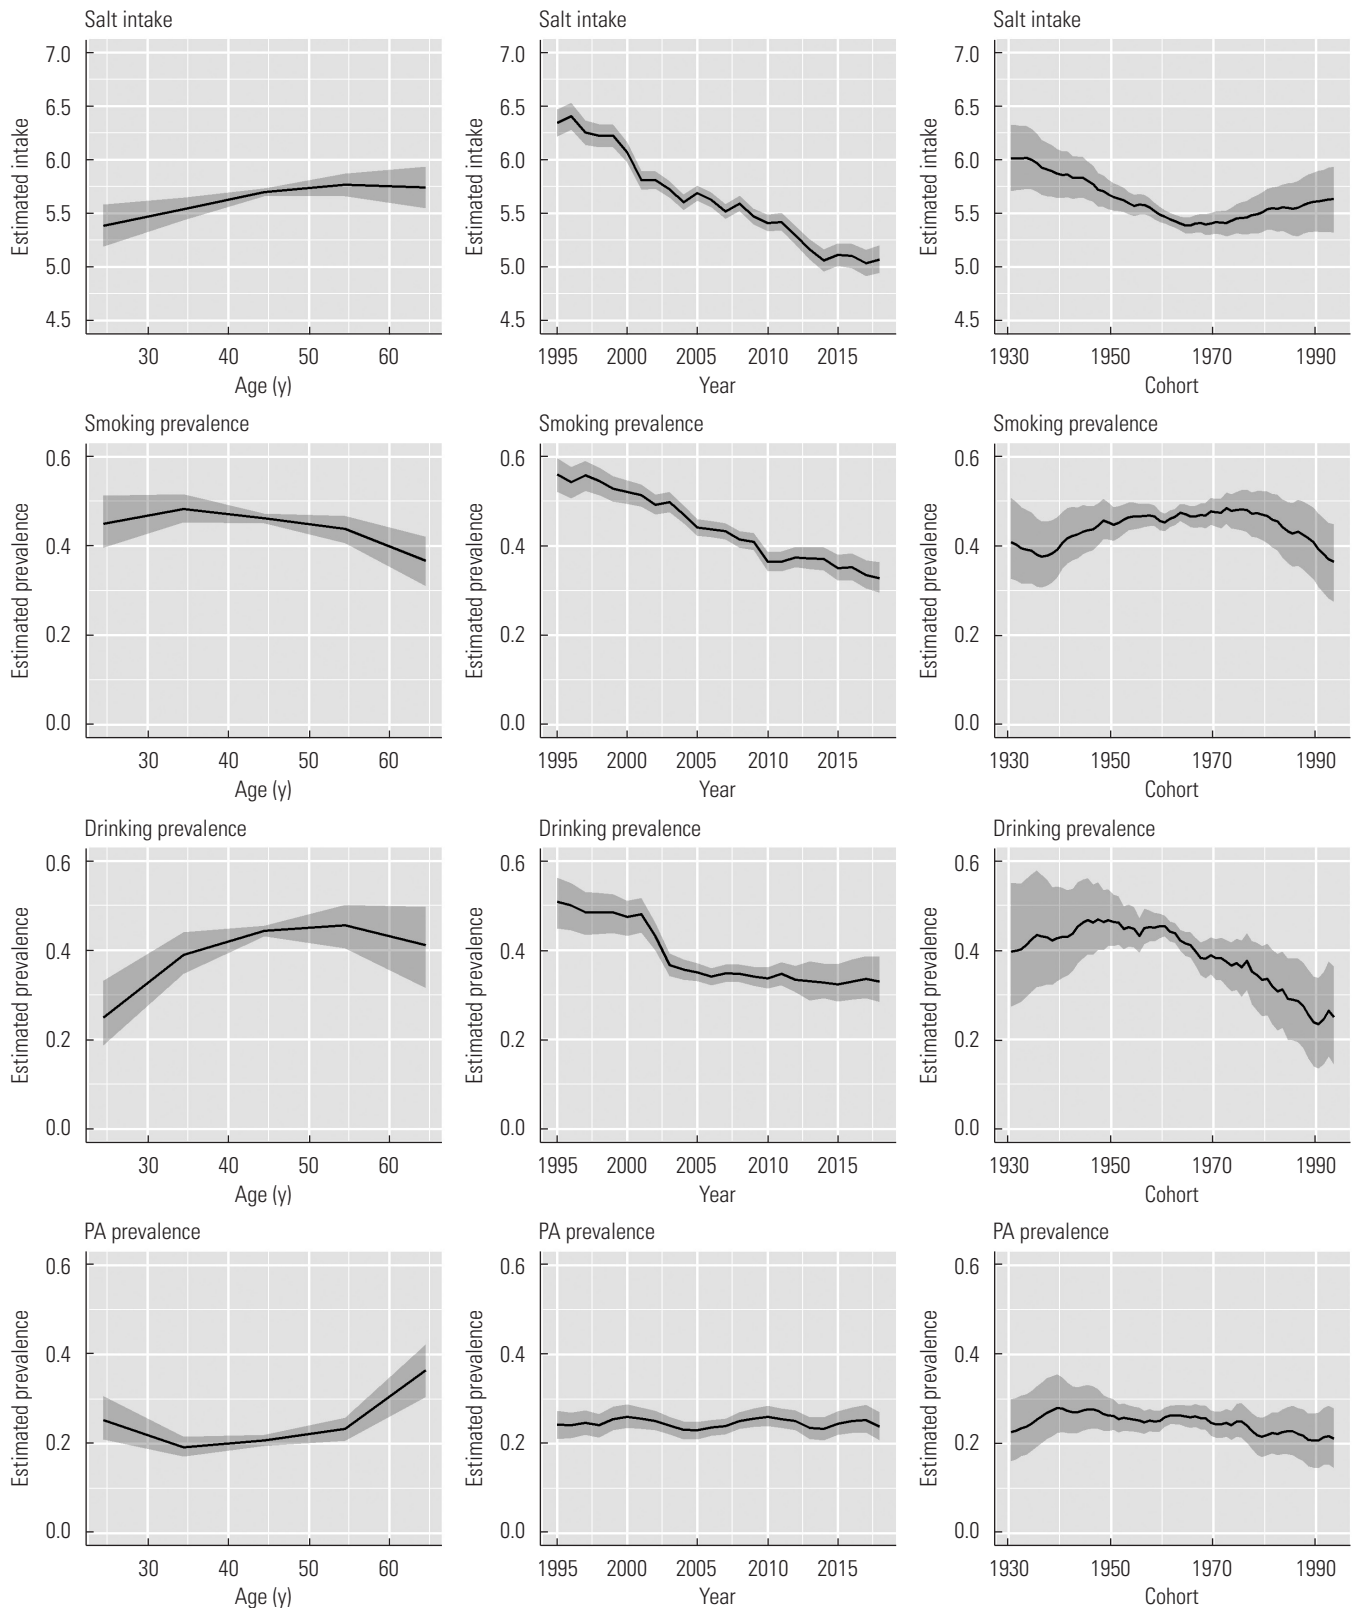 Salt intake
Estimated intake
7.0
6.5
6.0
5.5
5.0
4.5
30 40 50 60
Age (y)
Salt intake
Estimated intake
7.0
6.5
6.0
5.5
5.0
4.5
1995 2000 2005 2010 2015
Year
Salt intake
Estimated intake
7.0
6.5
6.0
5.5
5.0
4.5
1930 1950 1970 1990
Cohort
Smoking prevalence
Estimated prevalence
0.6
0.4
0.2
0.0
30 40 50 60
Age (y)
Smoking prevalence
Estimated prevalence
0.6
0.4
0.2
0.0
1995 2000 2005 2010 2015
Year
Smoking prevalence
Estimated prevalence
0.6
0.4
0.2
0.0
1930 1950 1970 1990
Cohort
Drinking prevalence
Estimated prevalence
0.6
0.4
0.2
0.0
30 40 50 60
Age (y)
Drinking prevalence
Estimated prevalence
0.6
0.4
0.2
0.0
1995 2000 2005 2010 2015
Year
Drinking prevalence
Estimated prevalence
0.6
0.4
0.2
0.0
1930 1950 1970 1990
Cohort
PA prevalence
Estimated prevalence
0.6
0.4
0.2
0.0
30 40 50 60
Age (y)
PA prevalence
Estimated prevalence
0.6
0.4
0.2
0.0
1995 2000 2005 2010 2015
Year
PA prevalence
Estimated prevalence
0.6
0.4
0.2
0.0
1930 1950 1970 1990
Cohort